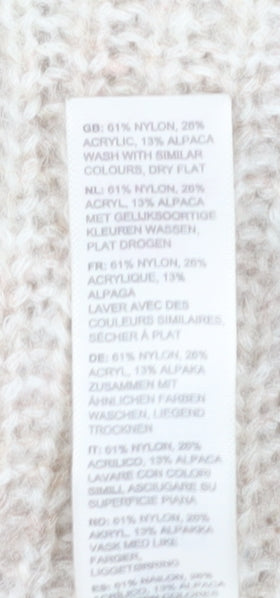 GB: 61% NYLON, 26%
ACRYLIC, 13% ALPACA
WASH WITH SIMILAR
COLOURS, DRY FLAT
NL: 61% NYLON, 26%
ACRYL, 13% ALPACA
MET GELIJKSOORTIGE
KLEUREN WASSEN,
PLAT DROGEN
FR: 61% NYLON, 26%
ACRYLIQUE, 13%
ALPAGA
LAVER AVEC DES
COULEURS SIMILAIRES,
SÉCHER À PLAT
DE: 61% NYLON, 26%
ACRYL, 13% ALPAKA
ZUSAMMEN MIT
ÄHNLICHEN FARBEN
WASCHEN, LIEGEND
TROCKNEN
IT: 61% NYLON, 26%
ACRILICO, 13% ALPACA
LAVARE CON COLORI
SIMILI, ASCIUGARE SU
SUPERFICIE PIANA
NO: 61% NYLON, 26%
AKRYL, 13% ALPAKKA
VASK MED LIKE
FARGER,
ES: 61% NAILON, 26%